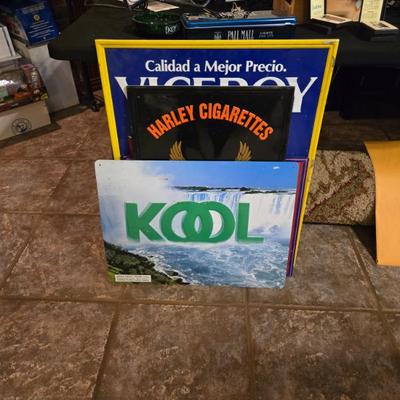 PALL MALL
Calidad a Mejor Precio.
VICEROY
HARLEY CIGARETTES
KOOL